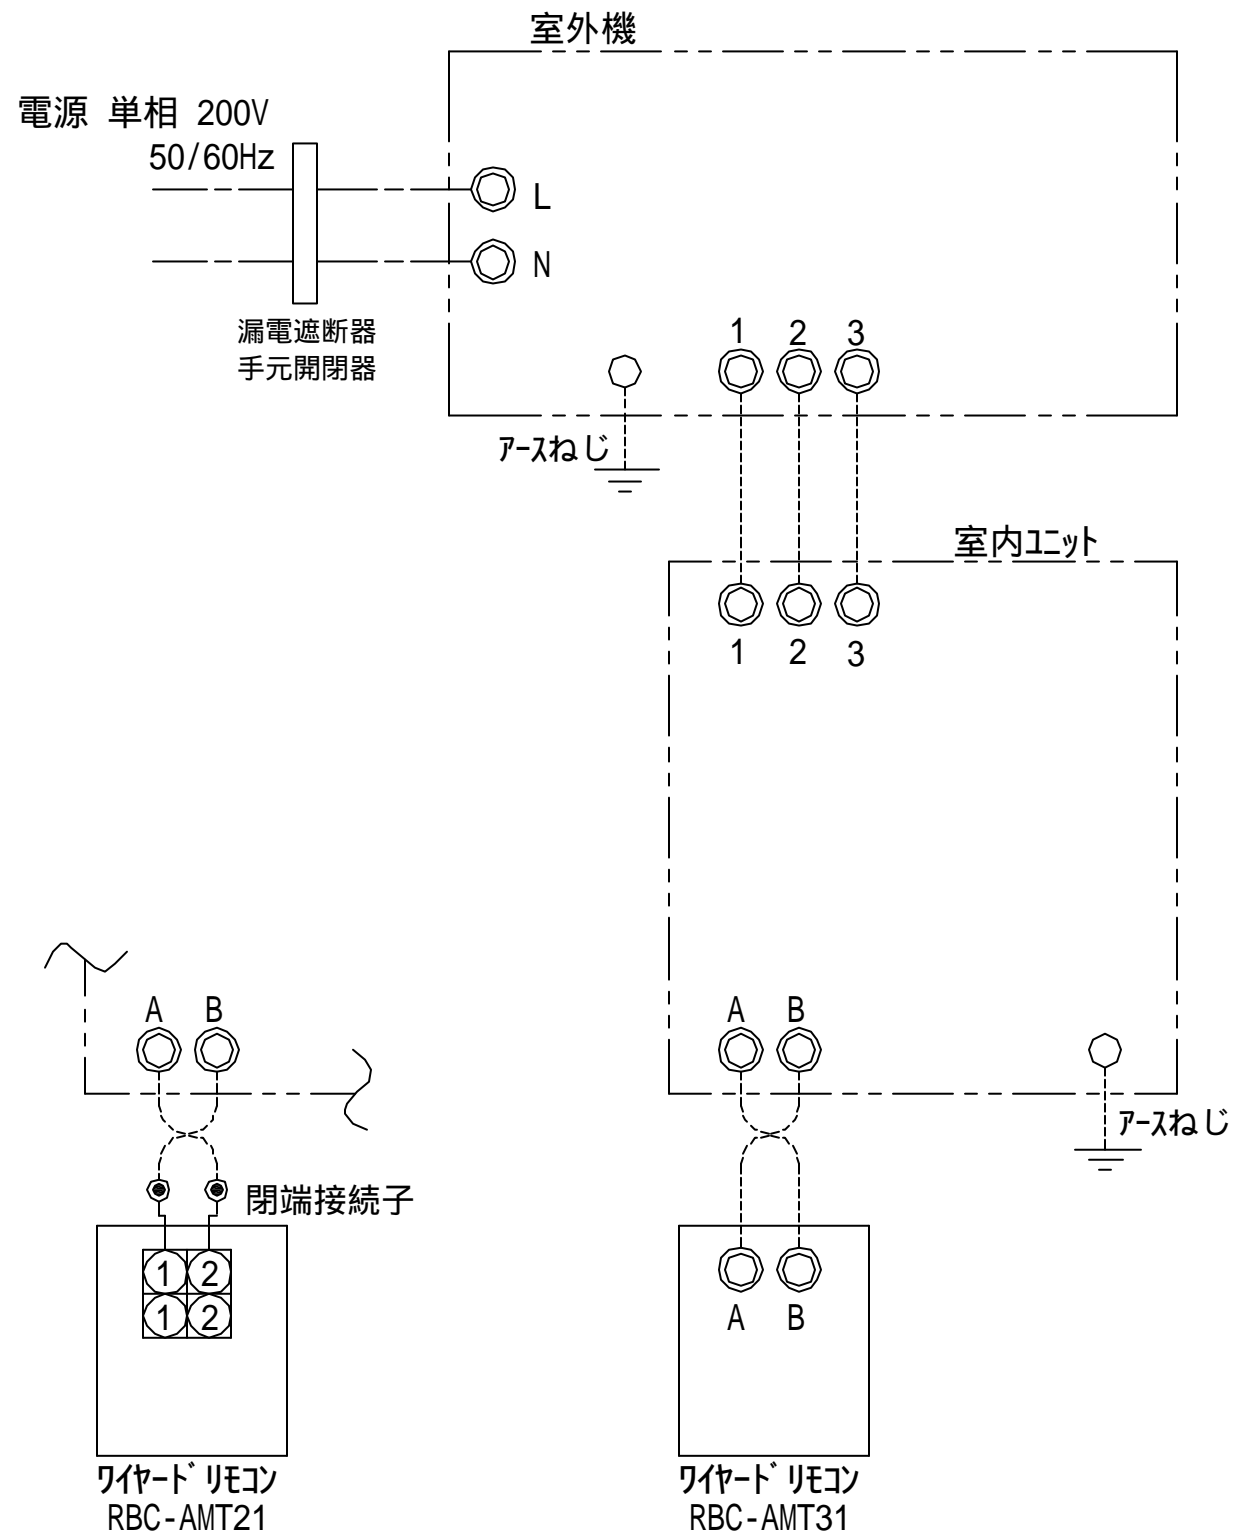 室外機
電源 単相 200V
50/60Hz
L
N
漏電遮断器
手元開閉器
1 2 3
ｱｰｽねじ
室内ﾕﾆｯﾄ
1 2 3
A B
A B
ｱｰｽねじ
閉端接続子
1 2
1 2
A B
ﾜｲﾔｰﾄﾞﾘﾓｺﾝ
RBC-AMT21
ﾜｲﾔｰﾄﾞﾘﾓｺﾝ
RBC-AMT31